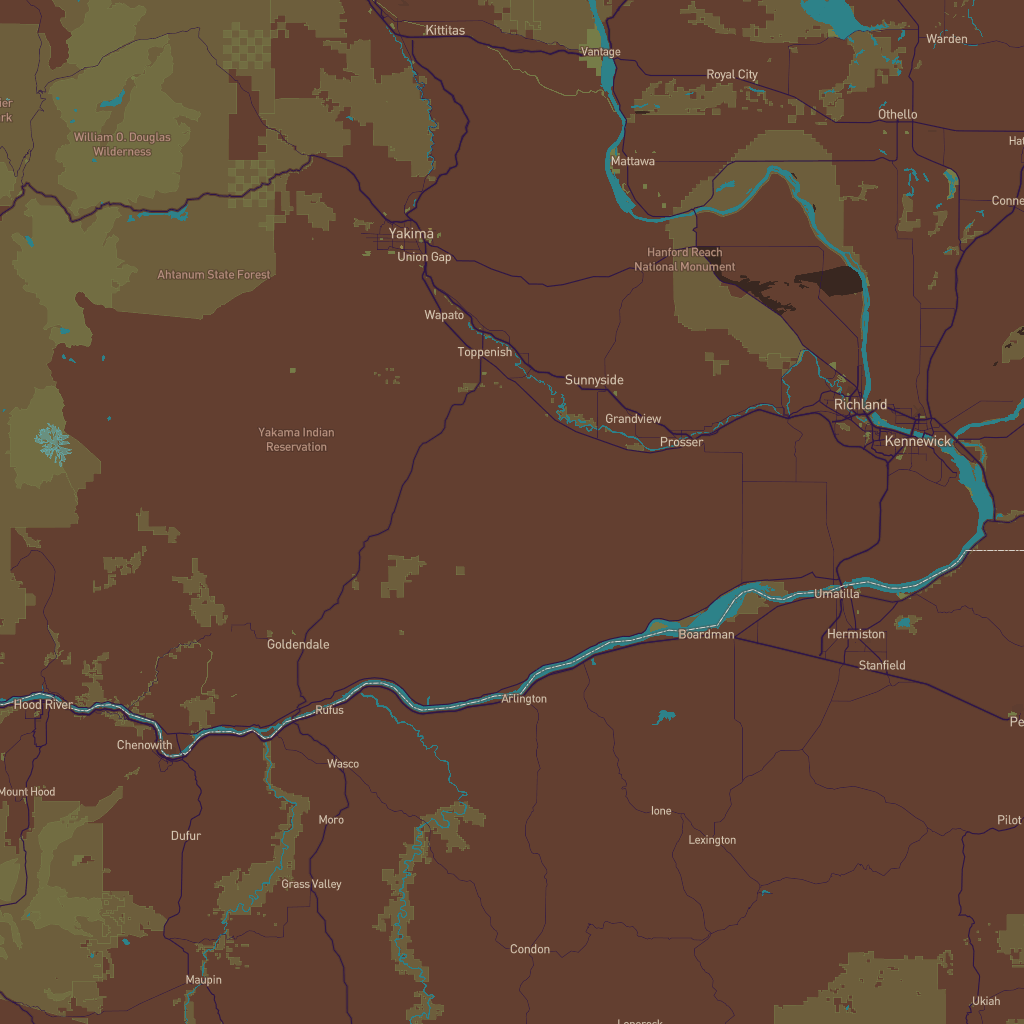 Kittitas
Warden
Vantage
Royal City
Othello
William O. Douglas
Wilderness
Mattawa
Yakima
Union Gap
Hanford Reach
National Monument
Ahtanum State Forest
Wapato
Toppenish
Sunnyside
Richland
Grandview
Prosser
Kennewick
Yakama Indian
Reservation
Umatilla
Boardman
Hermiston
Goldendale
Stanfield
Arlington
Hood River
Rufus
Chenowith
Wasco
Mount Hood
Ione
Moro
Pilot
Dufur
Lexington
Grass Valley
Condon
Maupin
Ukiah